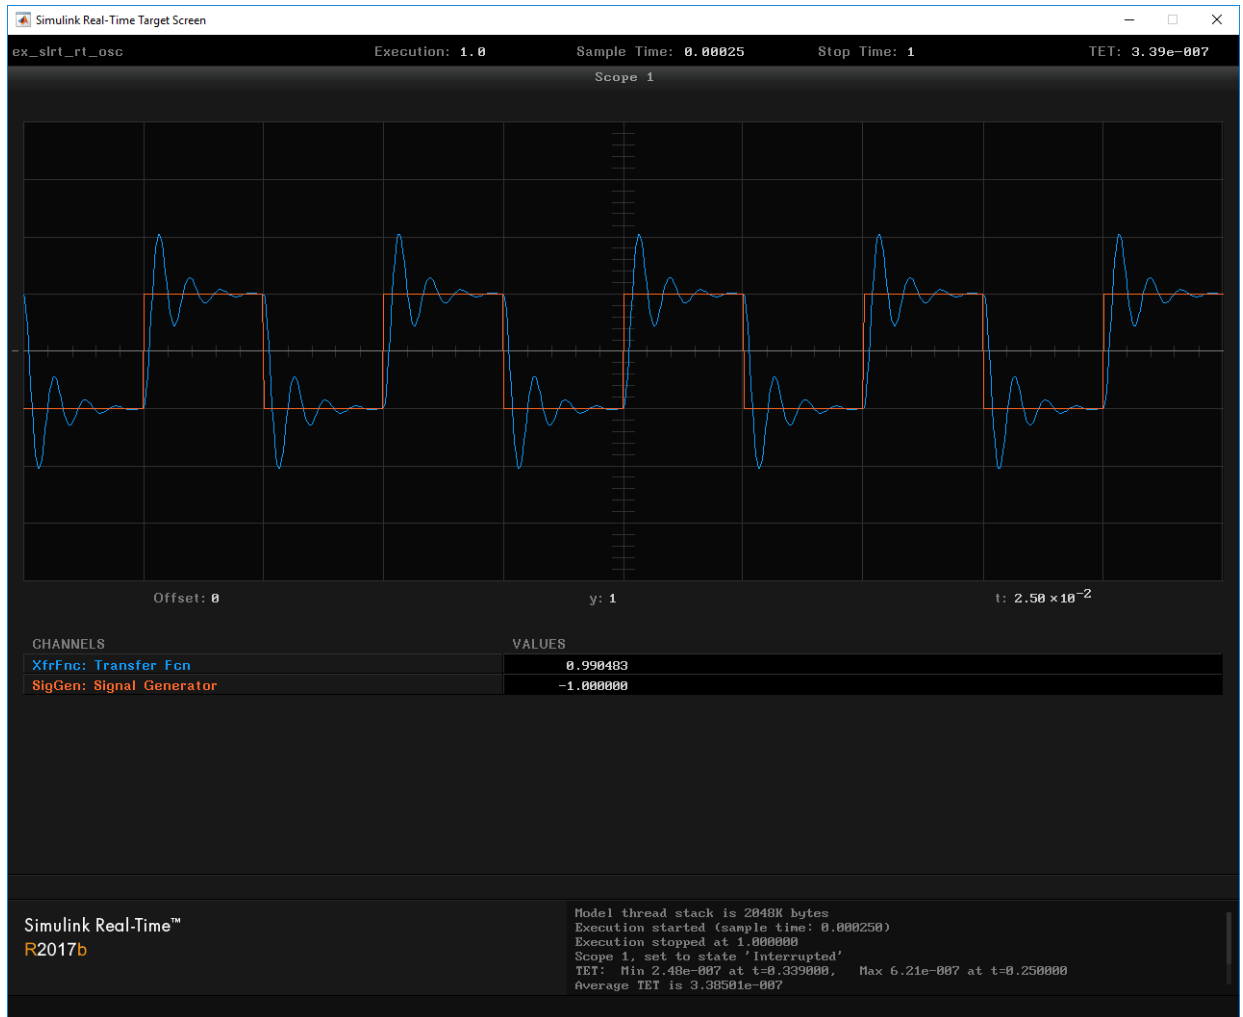 Simulink Real-Time Target Screen
ex_slrt_rt_osc Execution: 1.0 Sample Time: 0.00025 Stop Time: 1 TET: 3.39e-007
Scope 1
Offset: 0 y: 1 t: 2.50 ×10⁻²
CHANNELS VALUES
XfrFnc: Transfer Fcn 0.990483
SigGen: Signal Generator -1.000000
Simulink Real-Time™
R2017b
Model thread stack is 2048K bytes
Execution started (sample time: 0.000250)
Execution stopped at 1.000000
Scope 1, set to state 'Interrupted'
TET: Min 2.48e-007 at t=0.339000, Max 6.21e-007 at t=0.250000
Average TET is 3.38501e-007